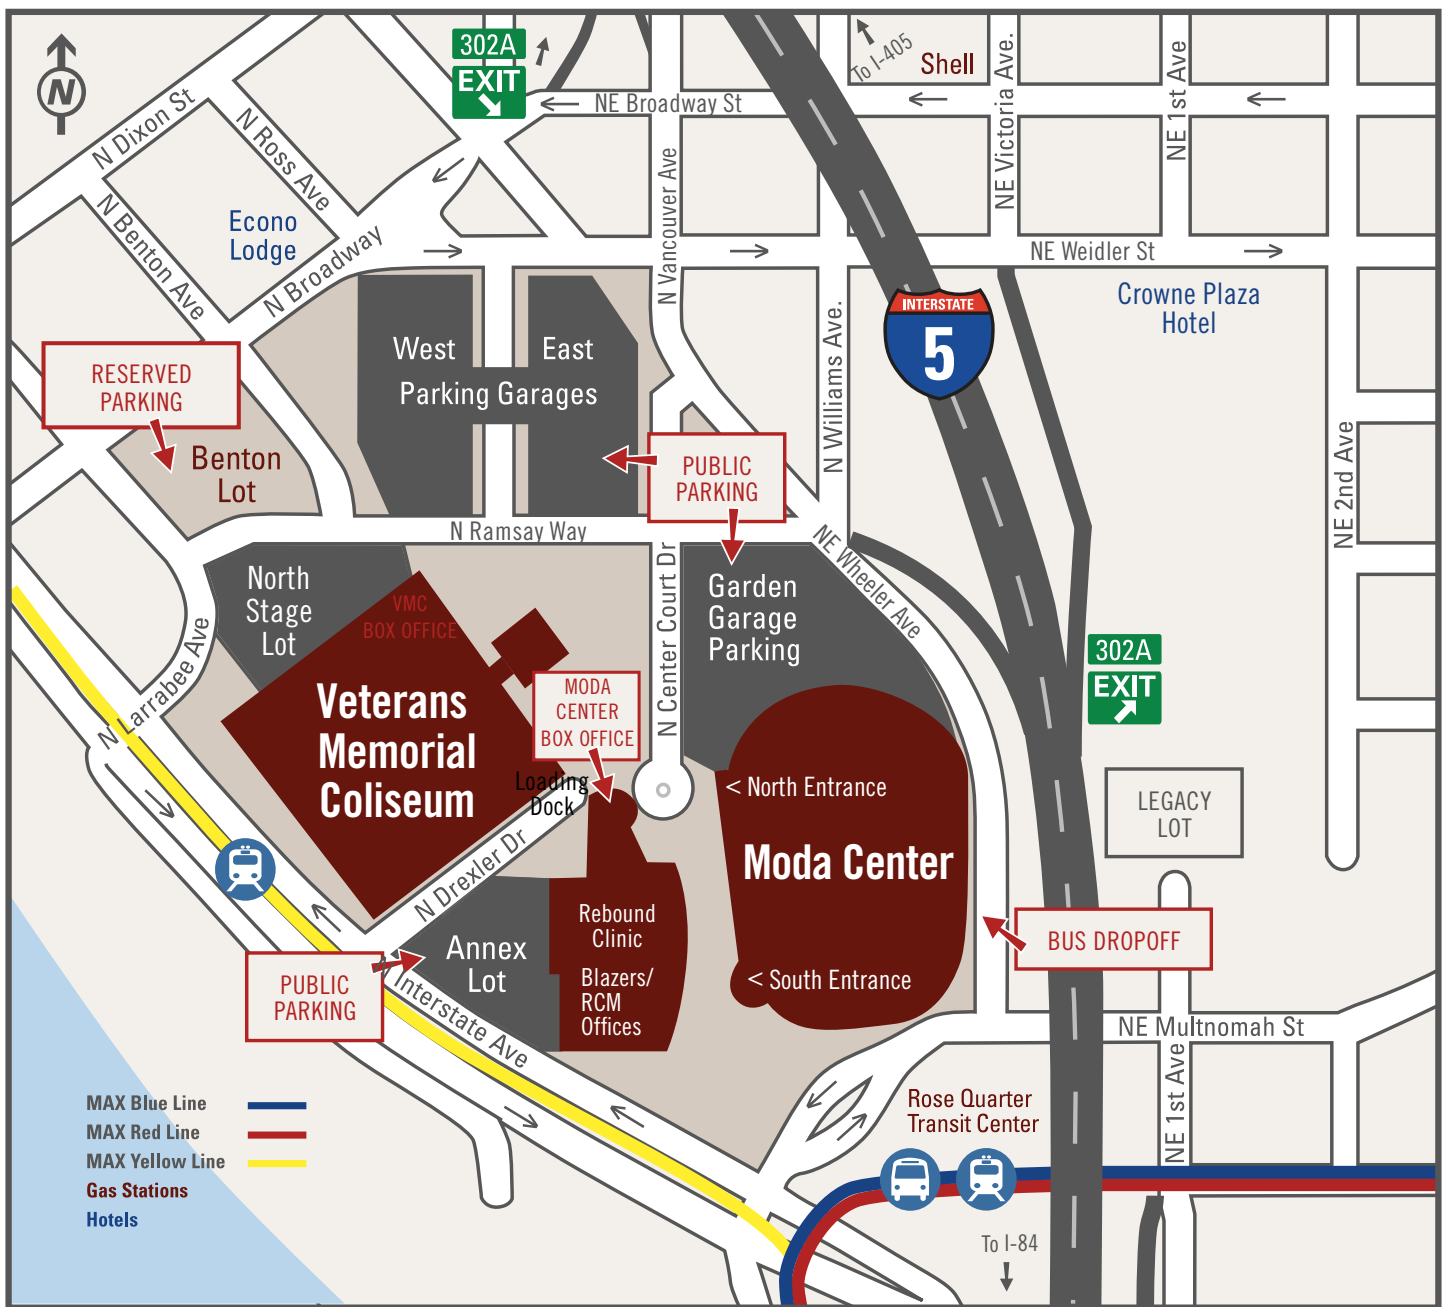 302A
EXIT
N
To I-405
Shell
NE Victoria Ave.
NE 1st Ave
N Dixon St
N Ross Ave
NE Broadway St
N Benton Ave
Econo
Lodge
N Broadway
N Vancouver Ave
NE Weidler St
Crowne Plaza
Hotel
INTERSTATE
5
N Williams Ave.
West
East
Parking Garages
RESERVED
PARKING
Benton
Lot
PUBLIC
PARKING
NE 2nd Ave
N Ramsay Way
N Center Court Dr
NE Wheeler Ave
North
Stage
Lot
VMC
BOX OFFICE
Garden
Garage
Parking
N Larrabee Ave
302A
EXIT
Veterans
Memorial
Coliseum
MODA
CENTER
BOX OFFICE
Loading
Dock
< North Entrance
Moda Center
< South Entrance
LEGACY
LOT
N Drexler Dr
Rebound
Clinic
Blazers/
RCM
Offices
Annex
Lot
BUS DROPOFF
PUBLIC
PARKING
N Interstate Ave
NE Multnomah St
NE 1st Ave
Rose Quarter
Transit Center
MAX Blue Line
MAX Red Line
MAX Yellow Line
Gas Stations
Hotels
To I-84